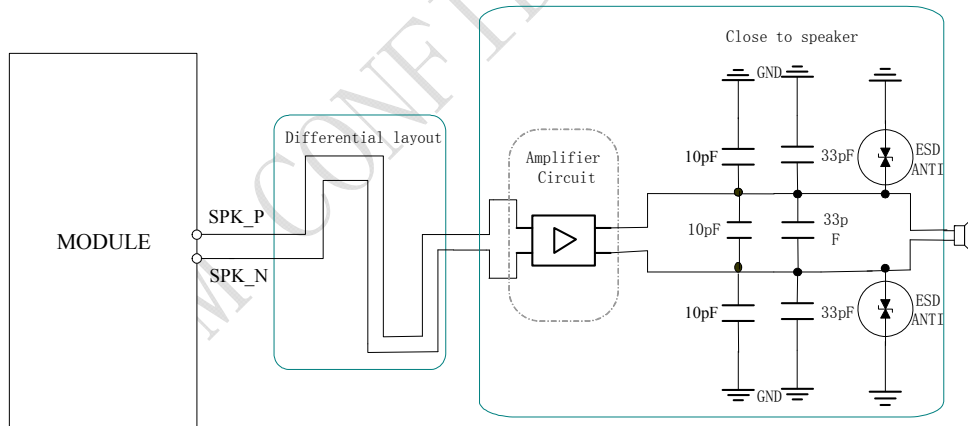 M CONFI
Close to speaker
GND
Differential layout
Amplifier
Circuit
10pF
33pF
ESD
ANTI
SPK_P
MODULE
10pF
33p
F
SPK_N
10pF
33pF
ESD
ANTI
GND